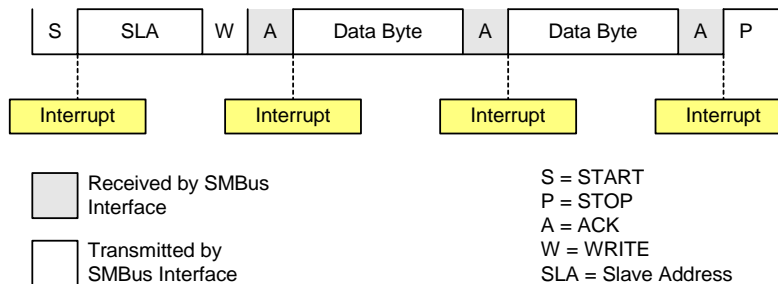 S SLA W A Data Byte A Data Byte A P
Interrupt Interrupt Interrupt Interrupt
Received by SMBus
Interface
Transmitted by
SMBus Interface
S = START
P = STOP
A = ACK
W = WRITE
SLA = Slave Address